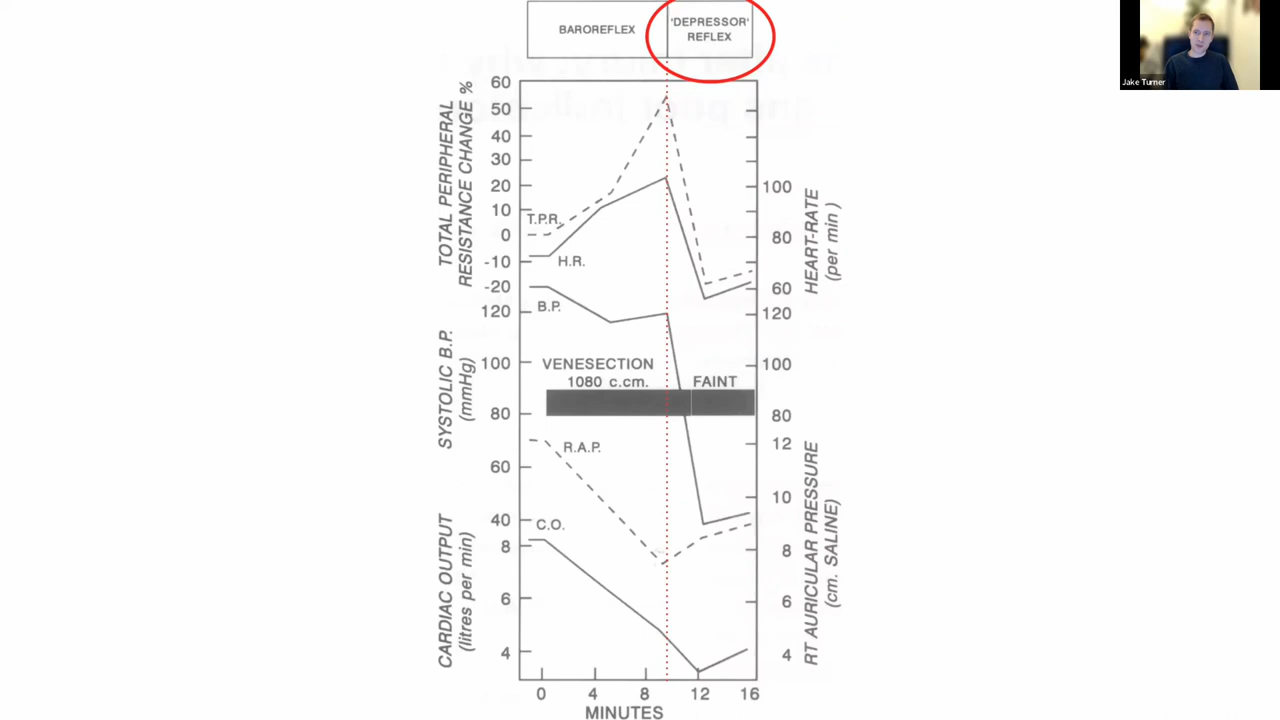 BAROREFLEX
'DEPRESSOR'
REFLEX
Jake Turner
TOTAL PERIPHERAL
RESISTANCE CHANGE %
60
50
40
30
20
10
0
-10
-20
T.P.R.
H.R.
B.P.
100
80
60
HEART-RATE
(per min )
SYSTOLIC B.P.
(mmHg)
120
100
80
60
40
120
100
80
VENESECTION
1080 c.cm.
FAINT
R.A.P.
C.O.
12
10
8
6
4
RT AURICULAR PRESSURE
(cm. SALINE)
CARDIAC OUTPUT
(litres per min)
8
6
4
0 4 8 12 16
MINUTES